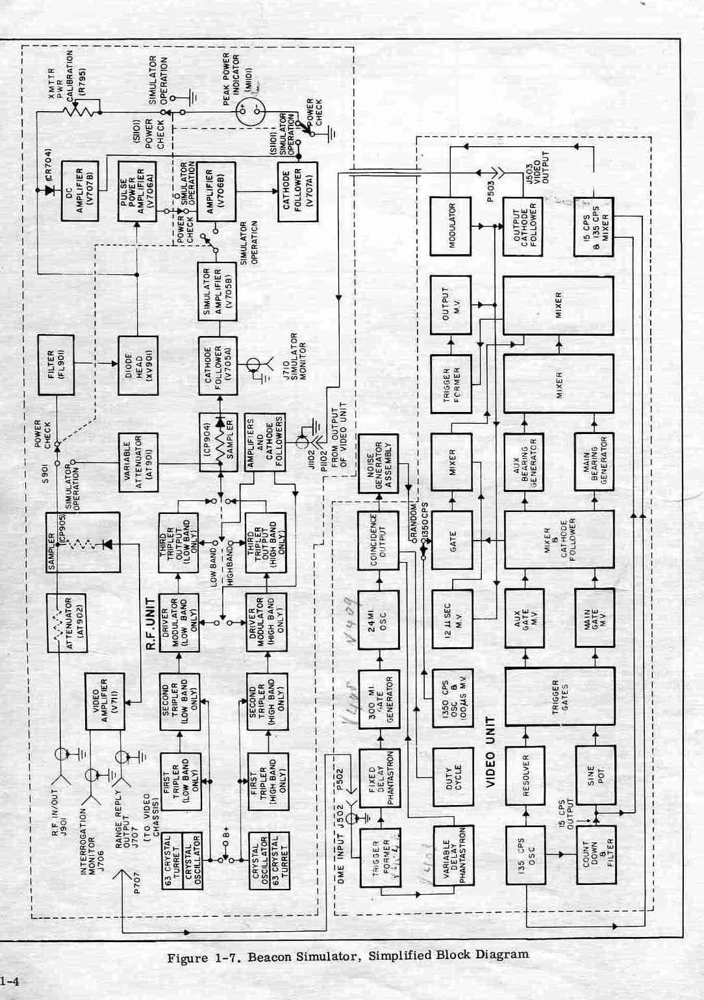 XMTTR
PWR
CALIBRATION
(R795)
SIMULATOR
OPERATION
PEAK POWER
INDICATOR
(M1101)
+
-
POWER
CHECK
(S1101)
POWER
CHECK
(S1101)
SIMULATOR
OPERATION
(CR704)
DC
AMPLIFIER
(V707B)
PULSE
POWER
AMPLIFIER
(V706A)
SIMULATOR
OPERATION
POWER
CHECK
AMPLIFIER
(V706B)
CATHODE
FOLLOWER
(V707A)
SIMULATOR
OPERATION
SIMULATOR
AMPLIFIER
(V705B)
FILTER
(FL901)
DIODE
HEAD
(XV901)
CATHODE
FOLLOWER
(V705A)
J710
SIMULATOR
MONITOR
POWER
CHECK
S901
SIMULATOR
OPERATION
VARIABLE
ATTENUATOR
(AT901)
(CP904)
SAMPLER
AMPLIFIERS
AND
CATHODE
FOLLOWERS
J1102
P1102
FROM OUTPUT
OF VIDEO UNIT
SAMPLER
(CP905)
THIRD
TRIPLER
OUTPUT
(LOW BAND
ONLY)
LOW BAND
HIGH BAND
THIRD
TRIPLER
OUTPUT
(HIGH BAND
ONLY)
ATTENUATOR
(AT902)
R.F. UNIT
DRIVER
MODULATOR
(LOW BAND
ONLY)
DRIVER
MODULATOR
(HIGH BAND
ONLY)
VIDEO
AMPLIFIER
(V711)
SECOND
TRIPLER
(LOW BAND
ONLY)
SECOND
TRIPLER
(HIGH BAND
ONLY)
R.F. IN/OUT
J901
INTERROGATION
MONITOR
J706
RANGE REPLY
OUTPUT
J707
(TO VIDEO
CHASSIS)
P707
FIRST
TRIPLER
(LOW BAND
ONLY)
FIRST
TRIPLER
(HIGH BAND
ONLY)
63 CRYSTAL
TURRET
CRYSTAL
OSCILLATOR
B+
CRYSTAL
OSCILLATOR
63 CRYSTAL
TURRET
P503
J503
VIDEO
OUTPUT
MODULATOR
OUTPUT
CATHODE
FOLLOWER
15 CPS
& 135 CPS
MIXER
OUTPUT
M.V.
MIXER
TRIGGER
FORMER
MIXER
NOISE
GENERATOR
ASSEMBLY
MIXER
AUX
BEARING
GENERATOR
MAIN
BEARING
GENERATOR
COINCIDENCE
OUTPUT
RANDOM
1350CPS
GATE
MIXER
&
CATHODE
FOLLOWER
V409
24MI.
OSC
12 µSEC
M.V.
AUX
GATE
M.V.
MAIN
GATE
M.V.
V408
300 MI.
GATE
GENERATOR
1350 CPS
OSC &
100µS M.V.
TRIGGER
GATES
VIDEO UNIT
P502
DME INPUT J502
FIXED
DELAY
PHANTASTRON
DUTY
CYCLE
RESOLVER
SINE
POT.
15 CPS
OUTPUT
TRIGGER
FORMER
VARIABLE
DELAY
PHANTASTRON
135 CPS
OSC
COUNT
DOWN
&
FILTER
Figure 1-7. Beacon Simulator, Simplified Block Diagram
1-4